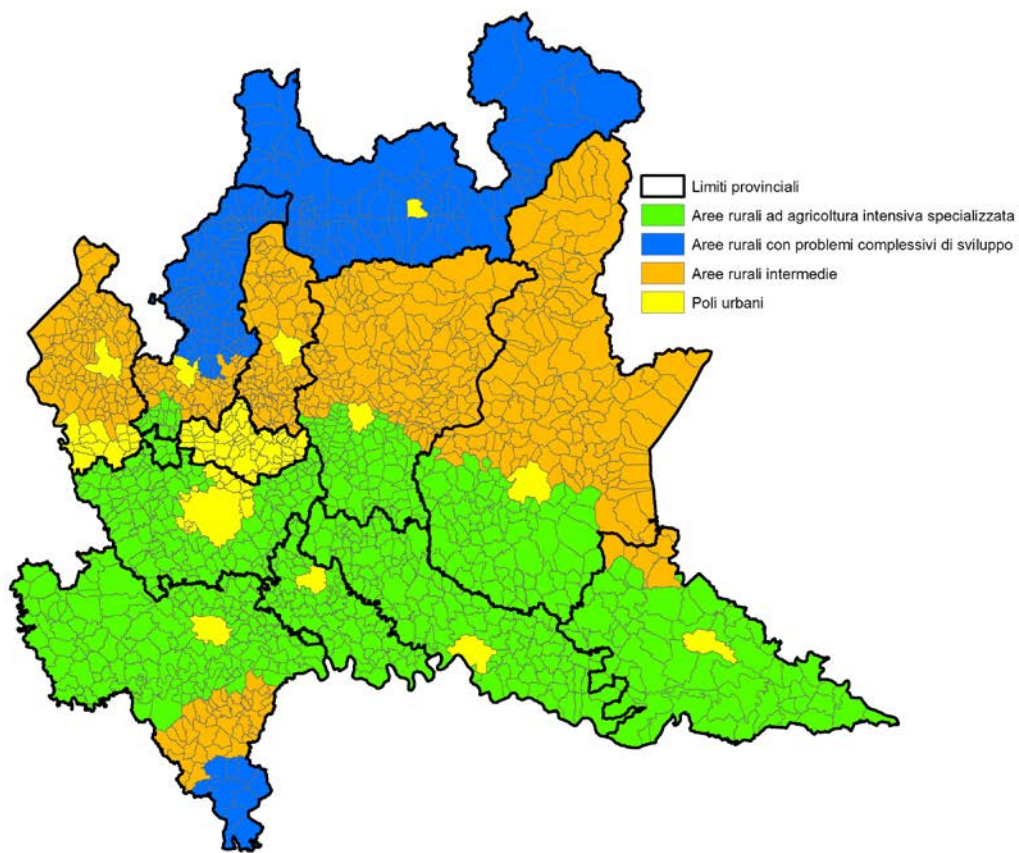 Limiti provinciali
Aree rurali ad agricoltura intensiva specializzata
Aree rurali con problemi complessivi di sviluppo
Aree rurali intermedie
Poli urbani